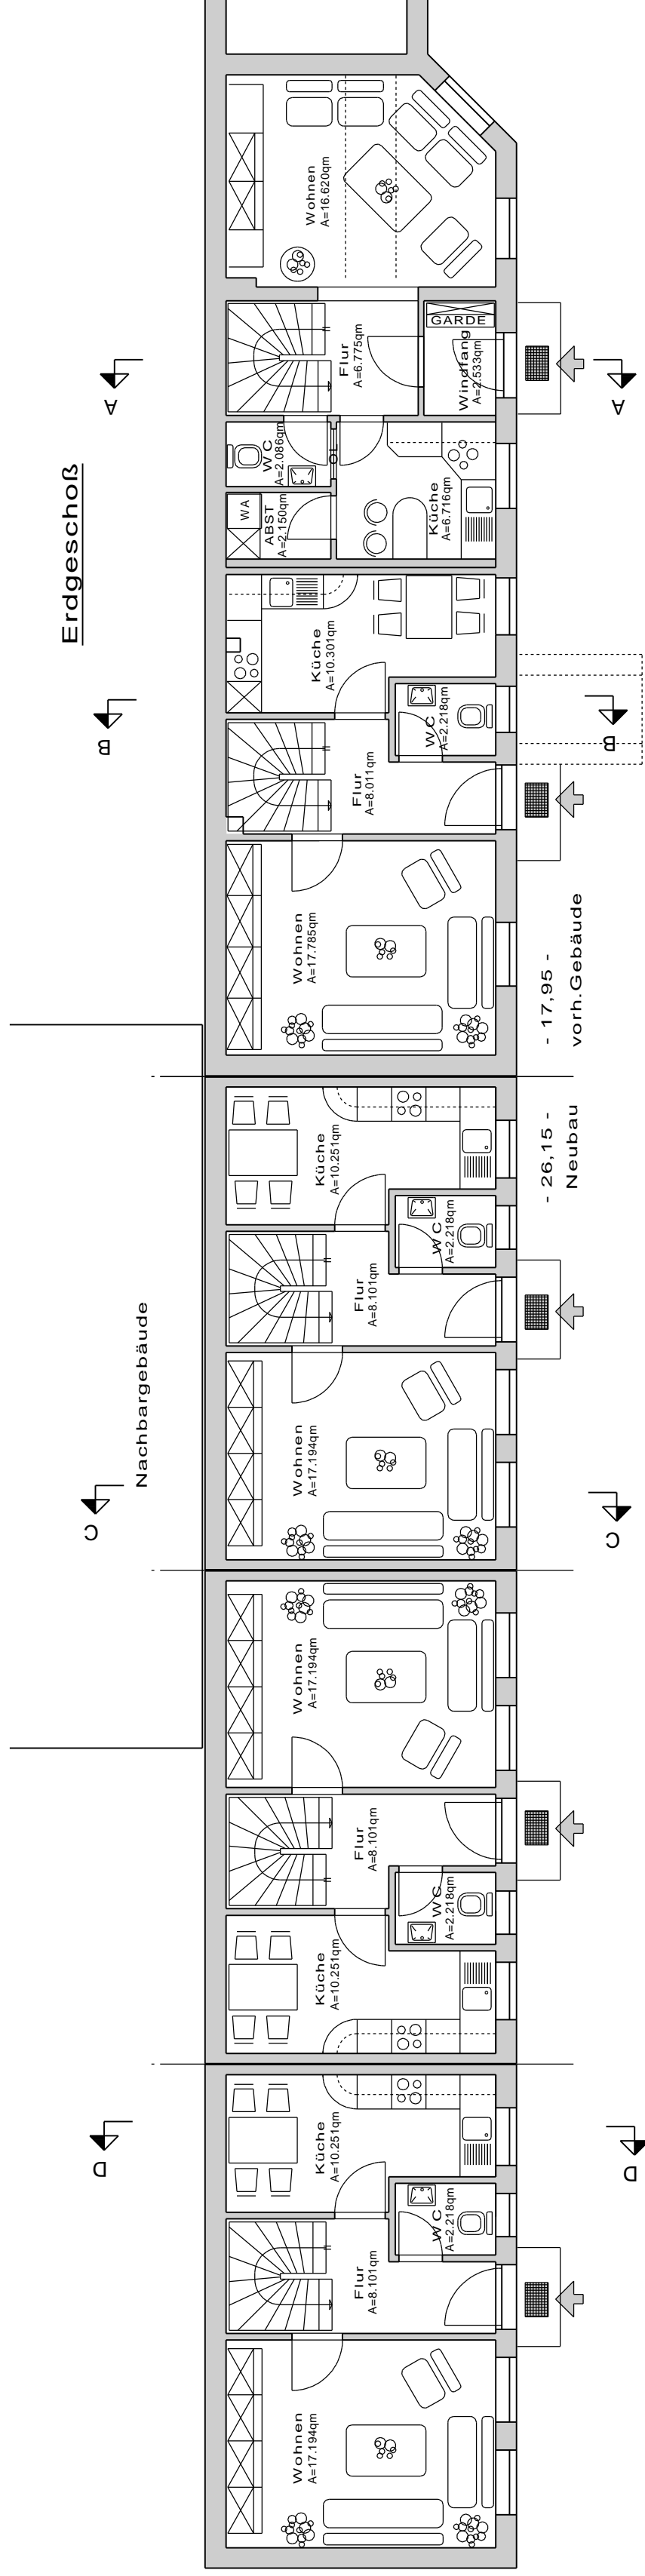 Erdgeschoß
Wohnen
A=16.620qm
A
Flur
A=6.775qm
GARDE
Windfang
A=2.533qm
A
WC
A=2.086qm
OL
WA
ABST
A=2.150qm
Küche
A=6.716qm
Küche
A=10.301qm
B
WC
A=2.218qm
B
Flur
A=8.011qm
Wohnen
A=17.785qm
- 17,95 -
vorh.Gebäude
- 26,15 -
Neubau
Küche
A=10.251qm
WC
A=2.218qm
Flur
A=8.101qm
Nachbargebäude
Wohnen
A=17.194qm
C
C
Wohnen
A=17.194qm
Flur
A=8.101qm
WC
A=2.218qm
Küche
A=10.251qm
D
D
Küche
A=10.251qm
WC
A=2.218qm
Flur
A=8.101qm
Wohnen
A=17.194qm